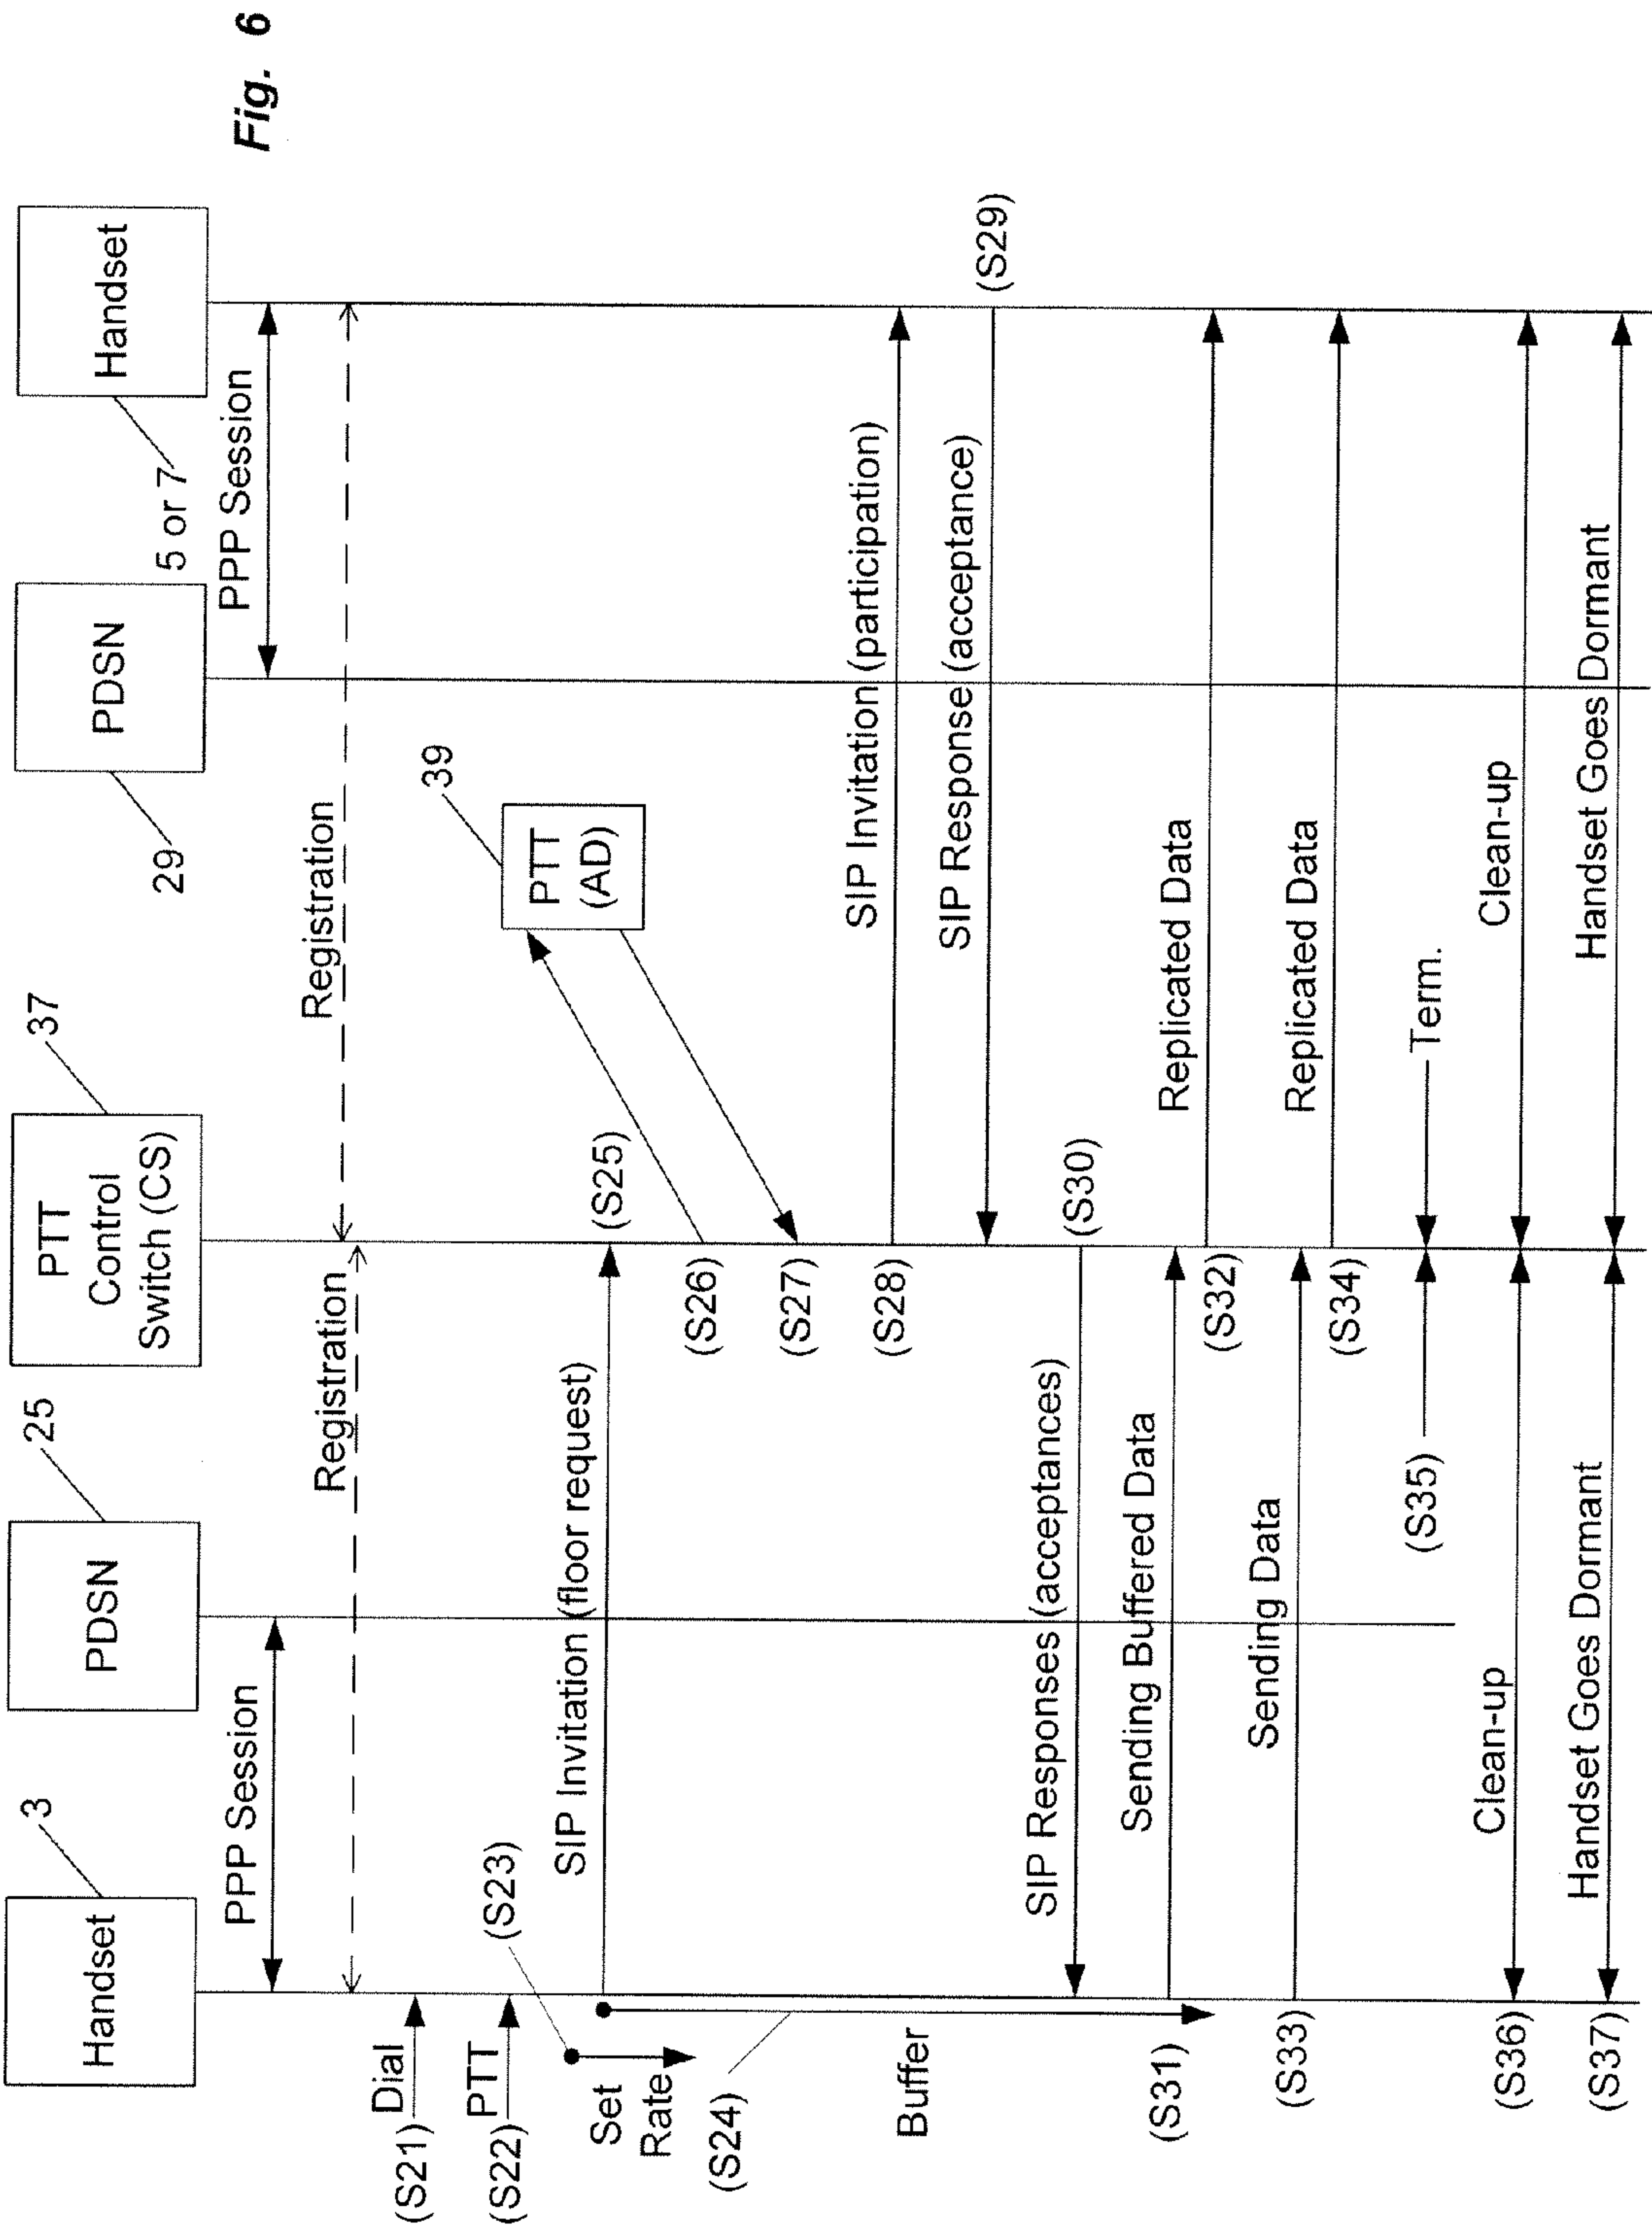 Fig. 6
Handset
3
PDSN
25
PTT
Control
Switch (CS)
37
PDSN
29
Handset
5 or 7
PPP Session
PPP Session
Registration
Registration
(S21)
Dial
(S22)
PTT
(S23)
Set
Rate
(S24)
Buffer
SIP Invitation (floor request)
(S25)
(S26)
PTT
(AD)
39
(S27)
(S28)
SIP Invitation (participation)
SIP Response (acceptance)
(S29)
(S30)
SIP Responses (acceptances)
(S31)
Sending Buffered Data
(S32)
Replicated Data
(S33)
Sending Data
(S34)
Replicated Data
(S35)
Term.
(S36)
Clean-up
Clean-up
(S37)
Handset Goes Dormant
Handset Goes Dormant